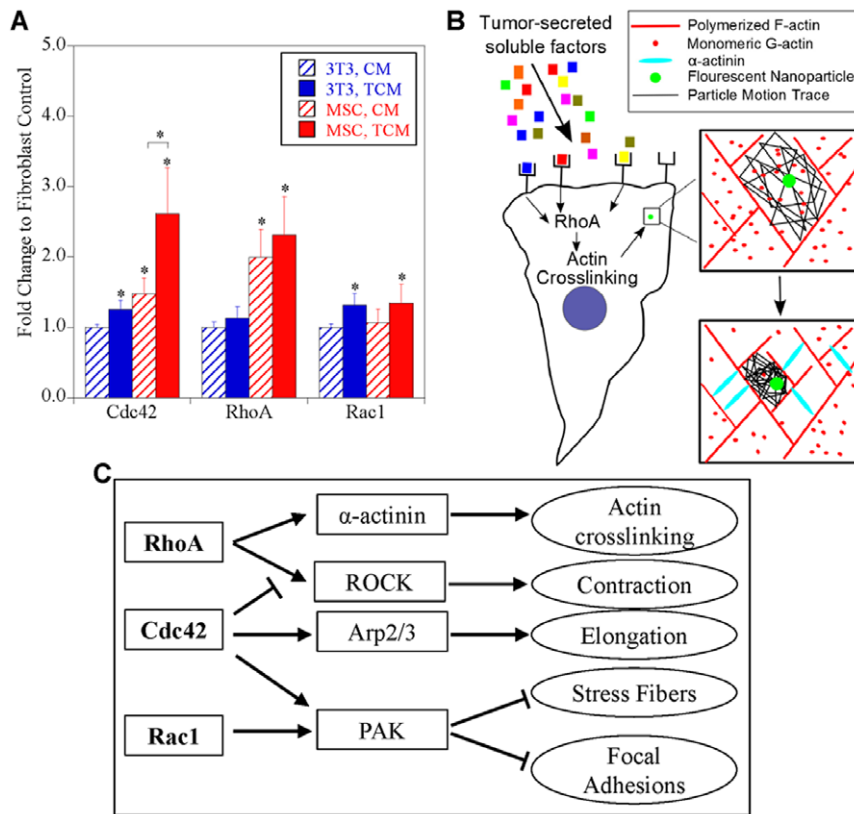 A
Fold Change to Fibroblast Control
5.0
4.0
3.0
2.0
1.0
0.0
3T3, CM
3T3, TCM
MSC, CM
MSC, TCM
*
*
*
*
*
*
*
*
Cdc42
RhoA
Rac1
B
Tumor-secreted
soluble factors
Polymerized F-actin
Monomeric G-actin
α-actinin
Flourescent Nanoparticle
Particle Motion Trace
RhoA
Actin
Crosslinking
C
RhoA
Cdc42
Rac1
α-actinin
ROCK
Arp2/3
PAK
Actin
crosslinking
Contraction
Elongation
Stress Fibers
Focal
Adhesions